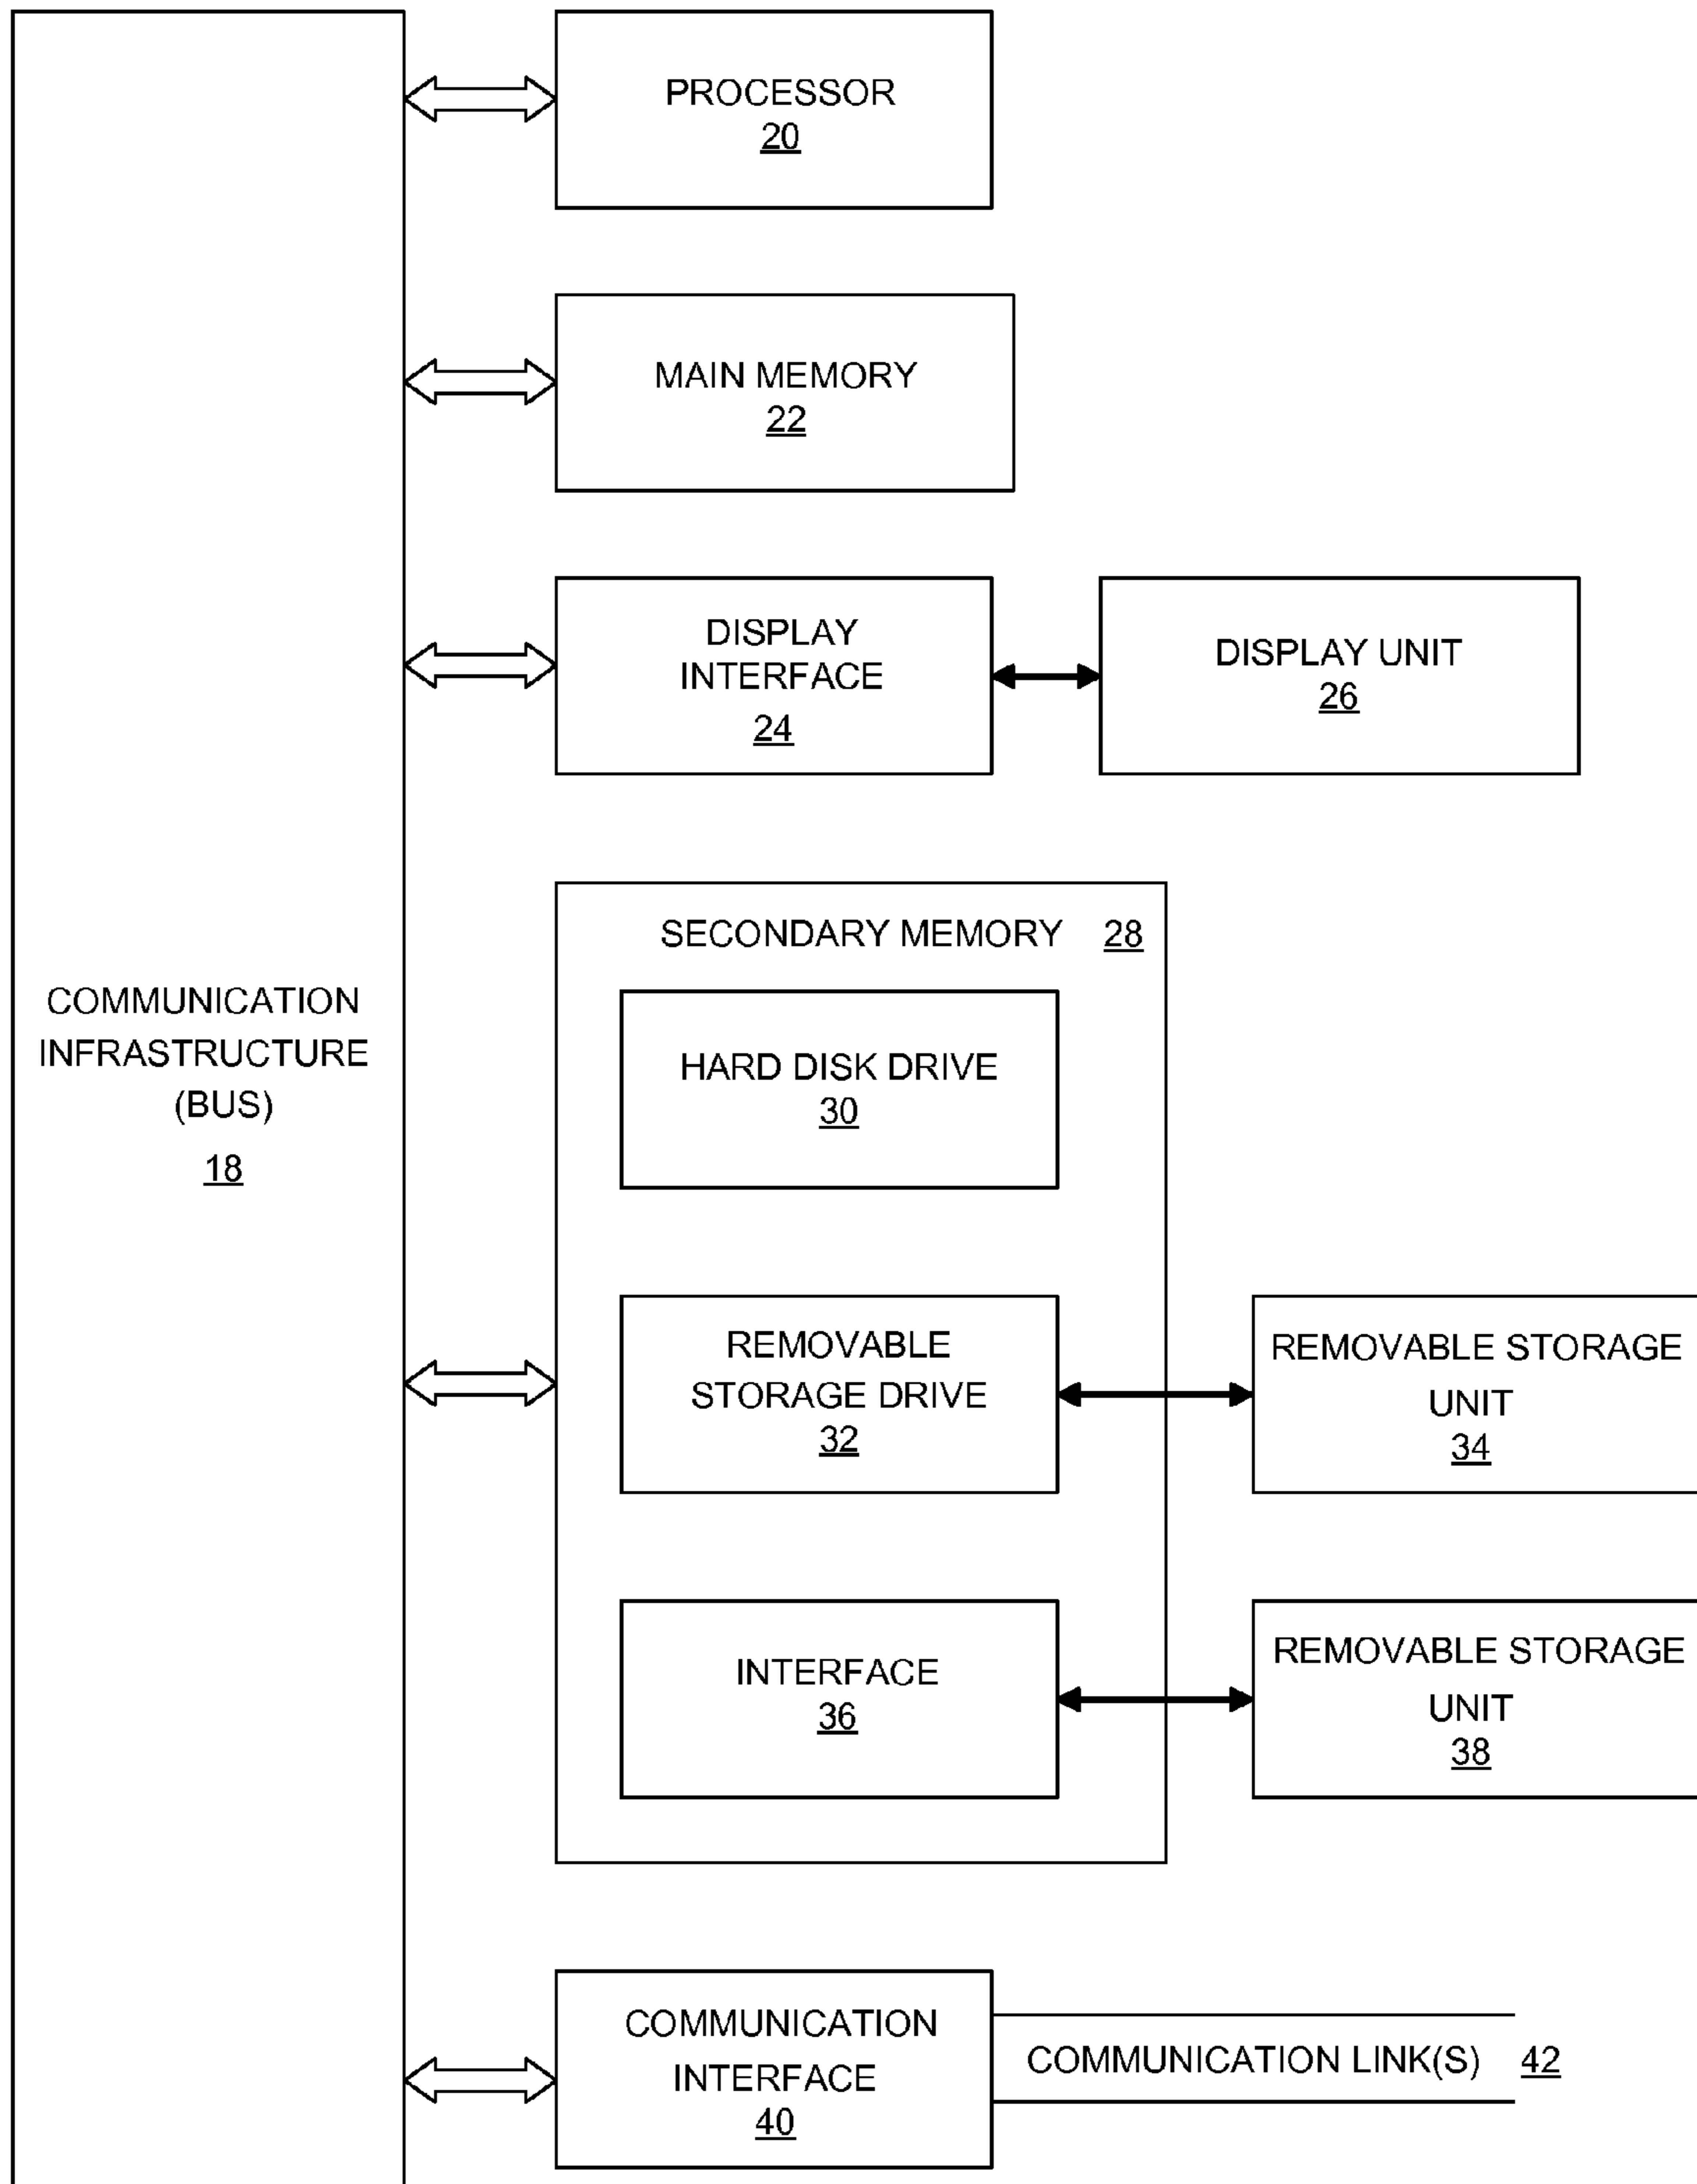 PROCESSOR
20
MAIN MEMORY
22
DISPLAY
INTERFACE
24
DISPLAY UNIT
26
SECONDARY MEMORY 28
HARD DISK DRIVE
30
COMMUNICATION
INFRASTRUCTURE
(BUS)
18
REMOVABLE
STORAGE DRIVE
32
REMOVABLE STORAGE
UNIT
34
INTERFACE
36
REMOVABLE STORAGE
UNIT
38
COMMUNICATION
INTERFACE
40
COMMUNICATION LINK(S) 42